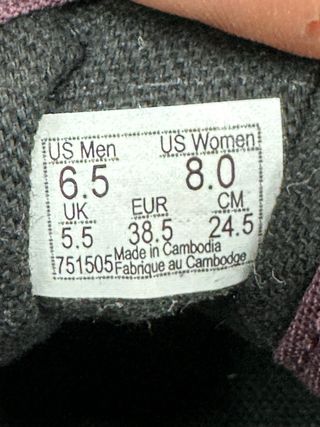 US Men US Women
6.5 8.0
UK EUR CM
5.5 38.5 24.5
751505 Made in Cambodia
Fabrique au Cambodge